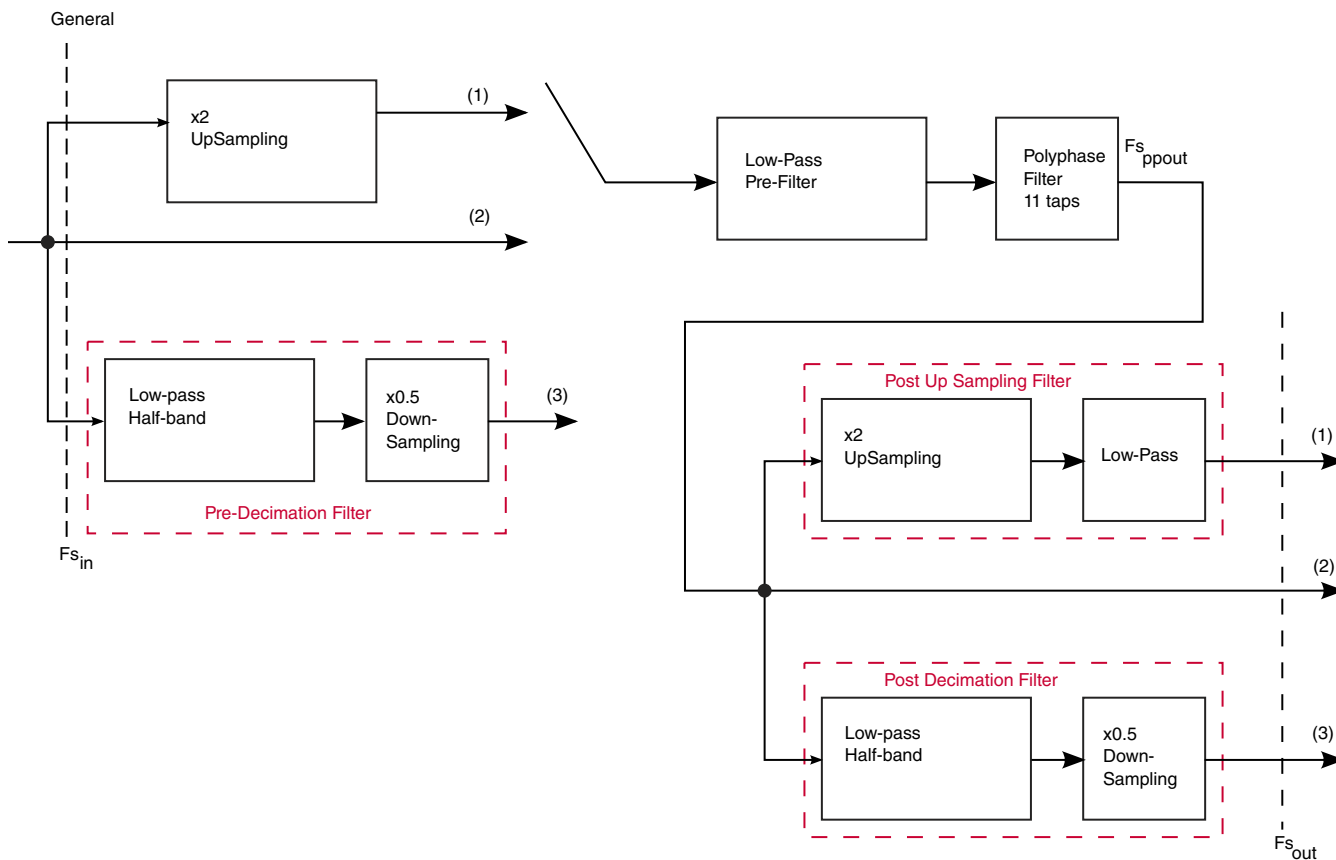 General
x2
UpSampling
(1)
(2)
Low-Pass
Pre-Filter
Polyphase
Filter
11 taps
Fs
ppout
Low-pass
Half-band
x0.5
Down-
Sampling
(3)
Pre-Decimation Filter
Fs
in
Post Up Sampling Filter
x2
UpSampling
Low-Pass
(1)
(2)
Post Decimation Filter
Low-pass
Half-band
x0.5
Down-
Sampling
(3)
Fs
out